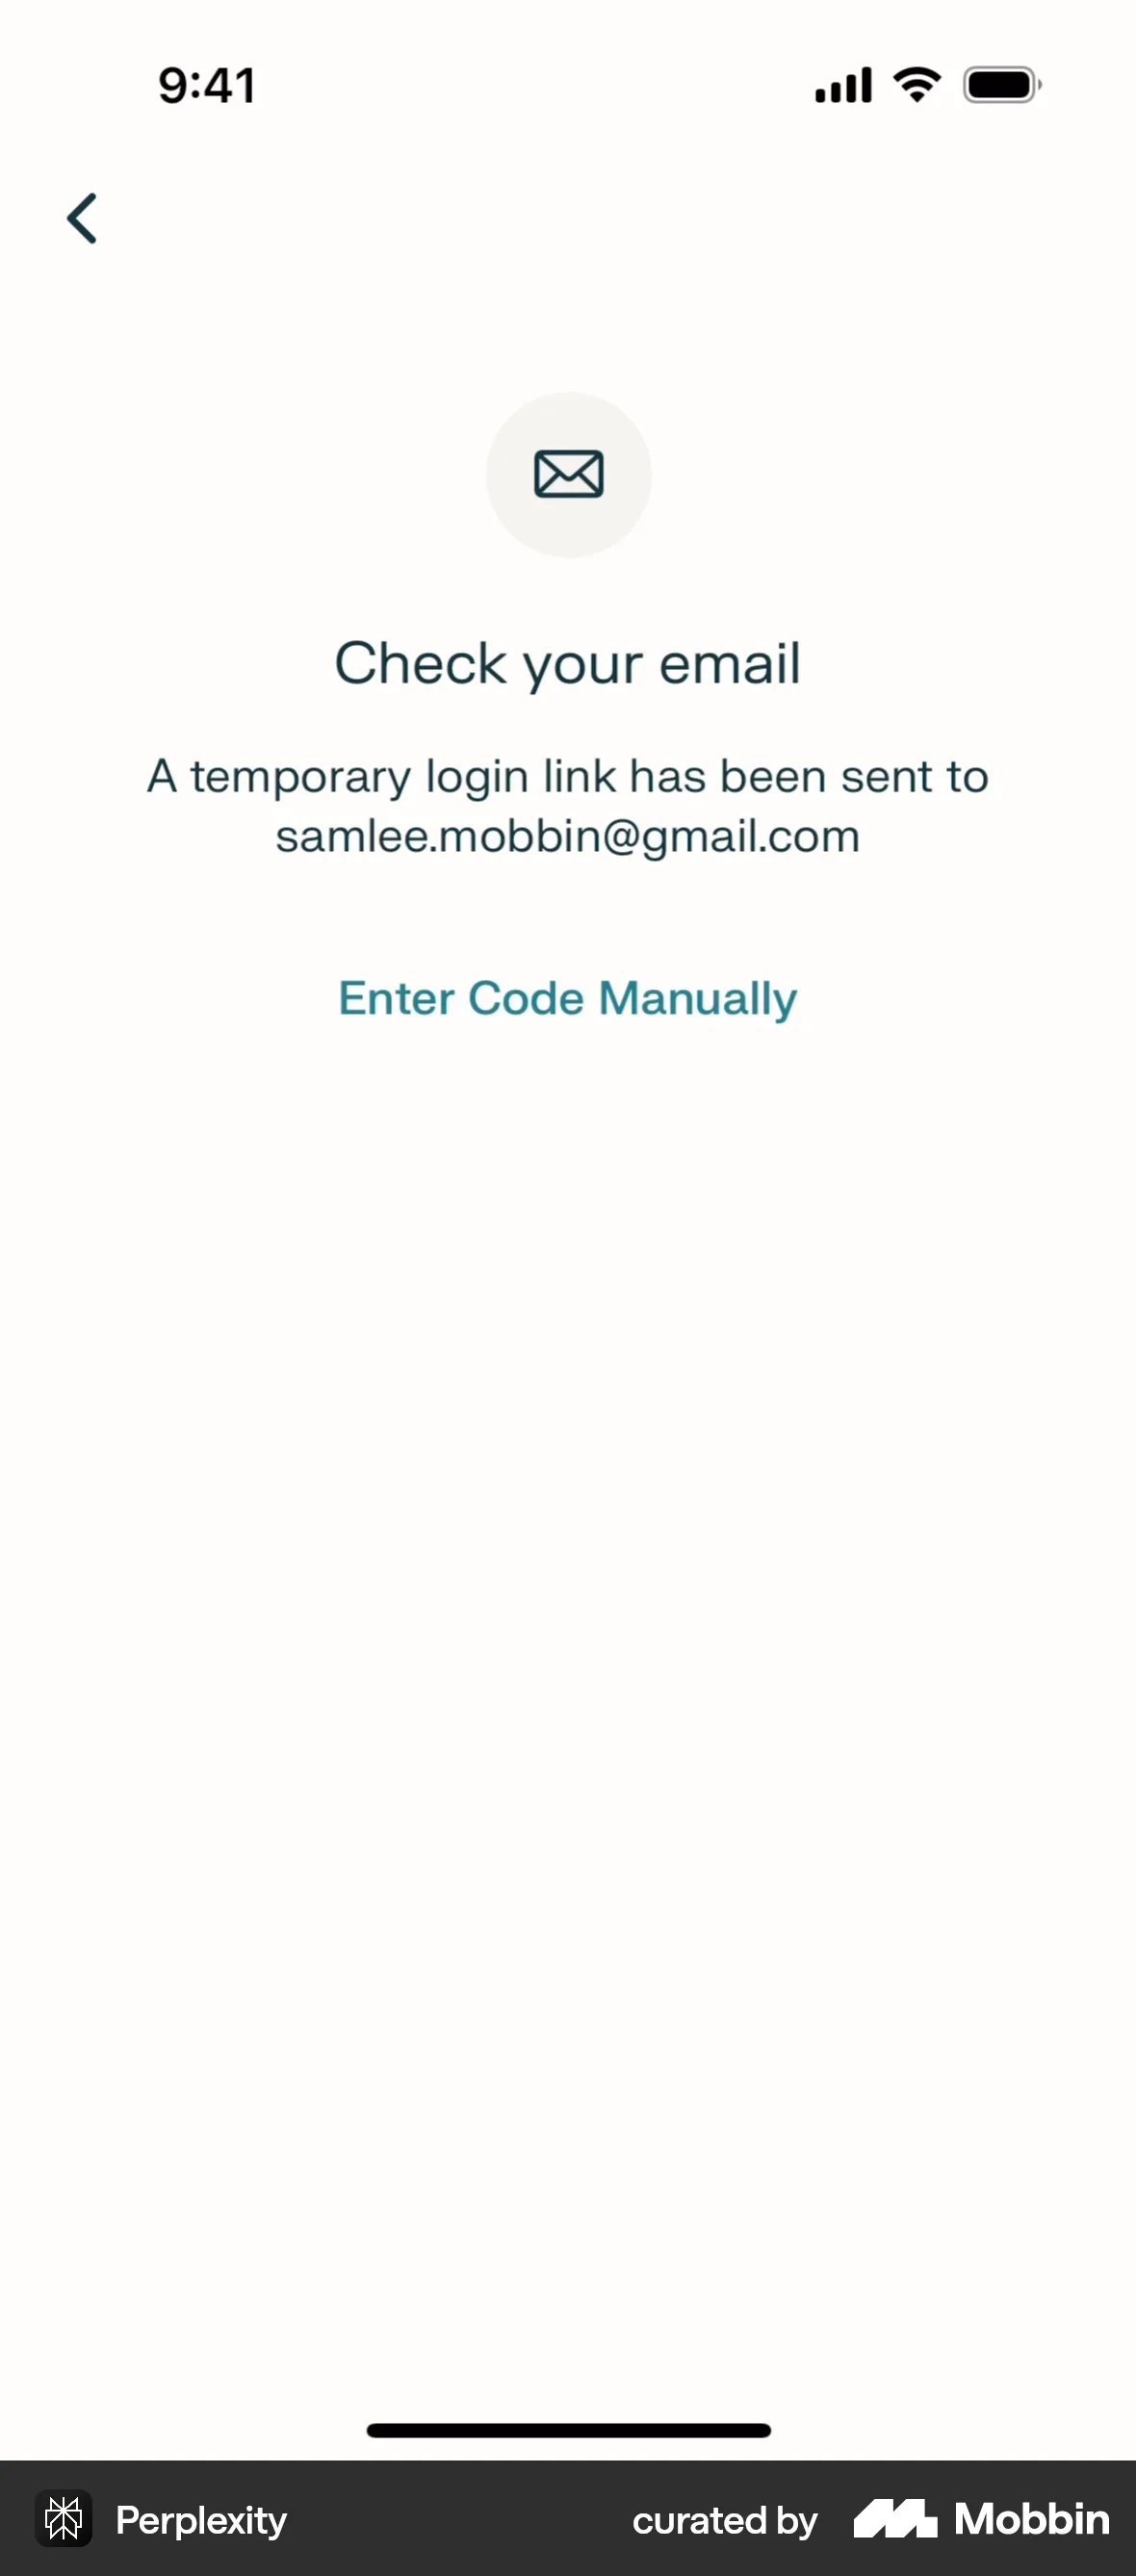 9:41
Check your email
A temporary login link has been sent to
samlee.mobbin@gmail.com
Enter Code Manually
Perplexity
curated by
Mobbin